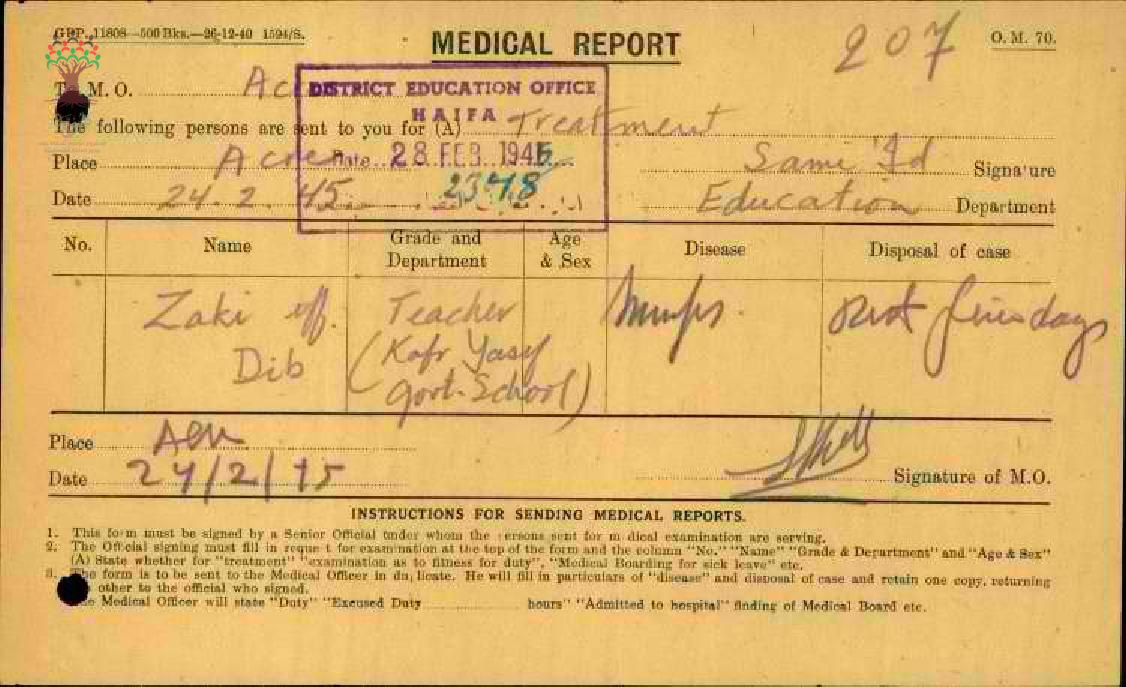 GPP. 11808—500 Bks.—26-12-40 1594/S.
MEDICAL REPORT
207
O. M. 70.
To M. O. Acre
DISTRICT EDUCATION OFFICE
HAIFA
Date 28 FEB 1945
2378
The following persons are sent to you for (A) Treatment
Place Acre Sami 'Id Signature
Date 24. 2. 45. Education Department
No. Name Grade and Department Age & Sex Disease Disposal of case
Zaki eff. Teacher Mumps. Rest days
Dib (Kafr Yasif
Govt. School)
Place Acre
Date 24/2/45 Signature of M.O.
INSTRUCTIONS FOR SENDING MEDICAL REPORTS.
1. This form must be signed by a Senior Official under whom the persons sent for m dical examination are serving.
2. The Official signing must fill in reque t for examination at the top of the form and the column "No." "Name" "Grade & Department" and "Age & Sex"
(A) State whether for "treatment" "examination as to fitness for duty", "Medical Boarding for sick leave" etc.
3. The form is to be sent to the Medical Officer in du licate. He will fill in particulars of "disease" and disposal of case and retain one copy, returning
other to the official who signed.
Medical Officer will state "Duty" "Excused Duty hours" "Admitted to hospital" finding of Medical Board etc.